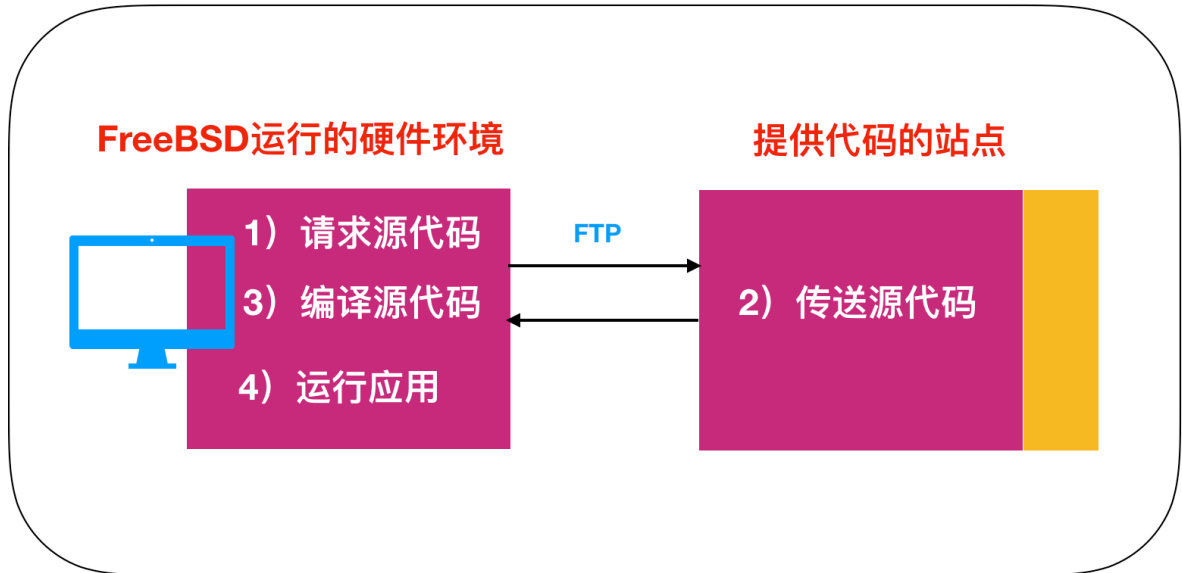 FreeBSD运行的硬件环境
提供代码的站点
1）请求源代码
FTP
3）编译源代码
2）传送源代码
4）运行应用